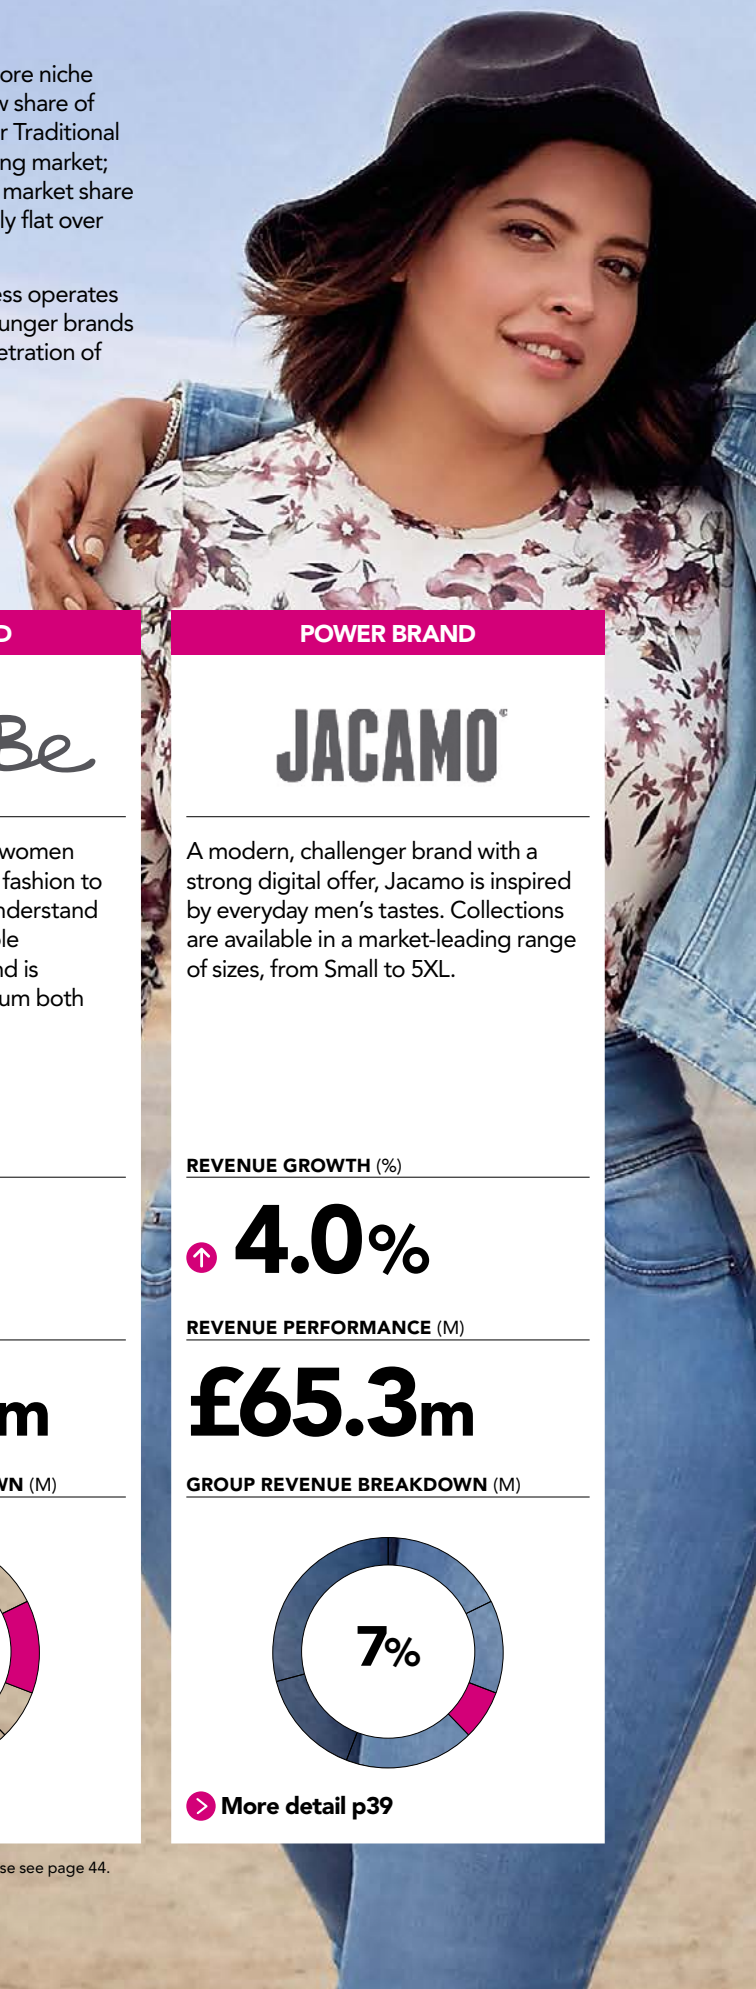 ore niche
share of
r Traditional
ng market;
market share
ly flat over
ess operates
unger brands
etration of
D
Be
women
fashion to
nderstand
le
nd is
um both
m
WN (M)
se see page 44.
POWER BRAND
JACAMO
A modern, challenger brand with a
strong digital offer, Jacamo is inspired
by everyday men's tastes. Collections
are available in a market-leading range
of sizes, from Small to 5XL.
REVENUE GROWTH (%)
4.0%
REVENUE PERFORMANCE (M)
£65.3m
GROUP REVENUE BREAKDOWN (M)
7%
More detail p39